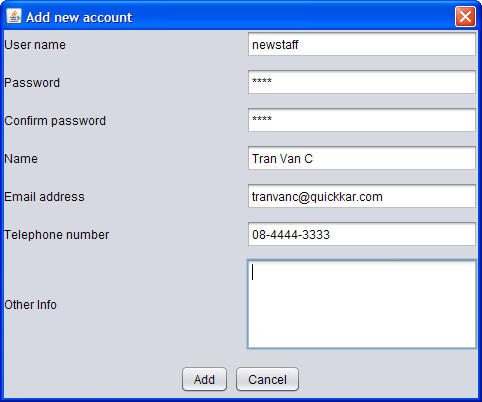 Add new account
User name newstaff
Password ****
Confirm password ****
Name Tran Van C
Email address tranvanc@quickkar.com
Telephone number 08-4444-3333
Other Info
Add Cancel